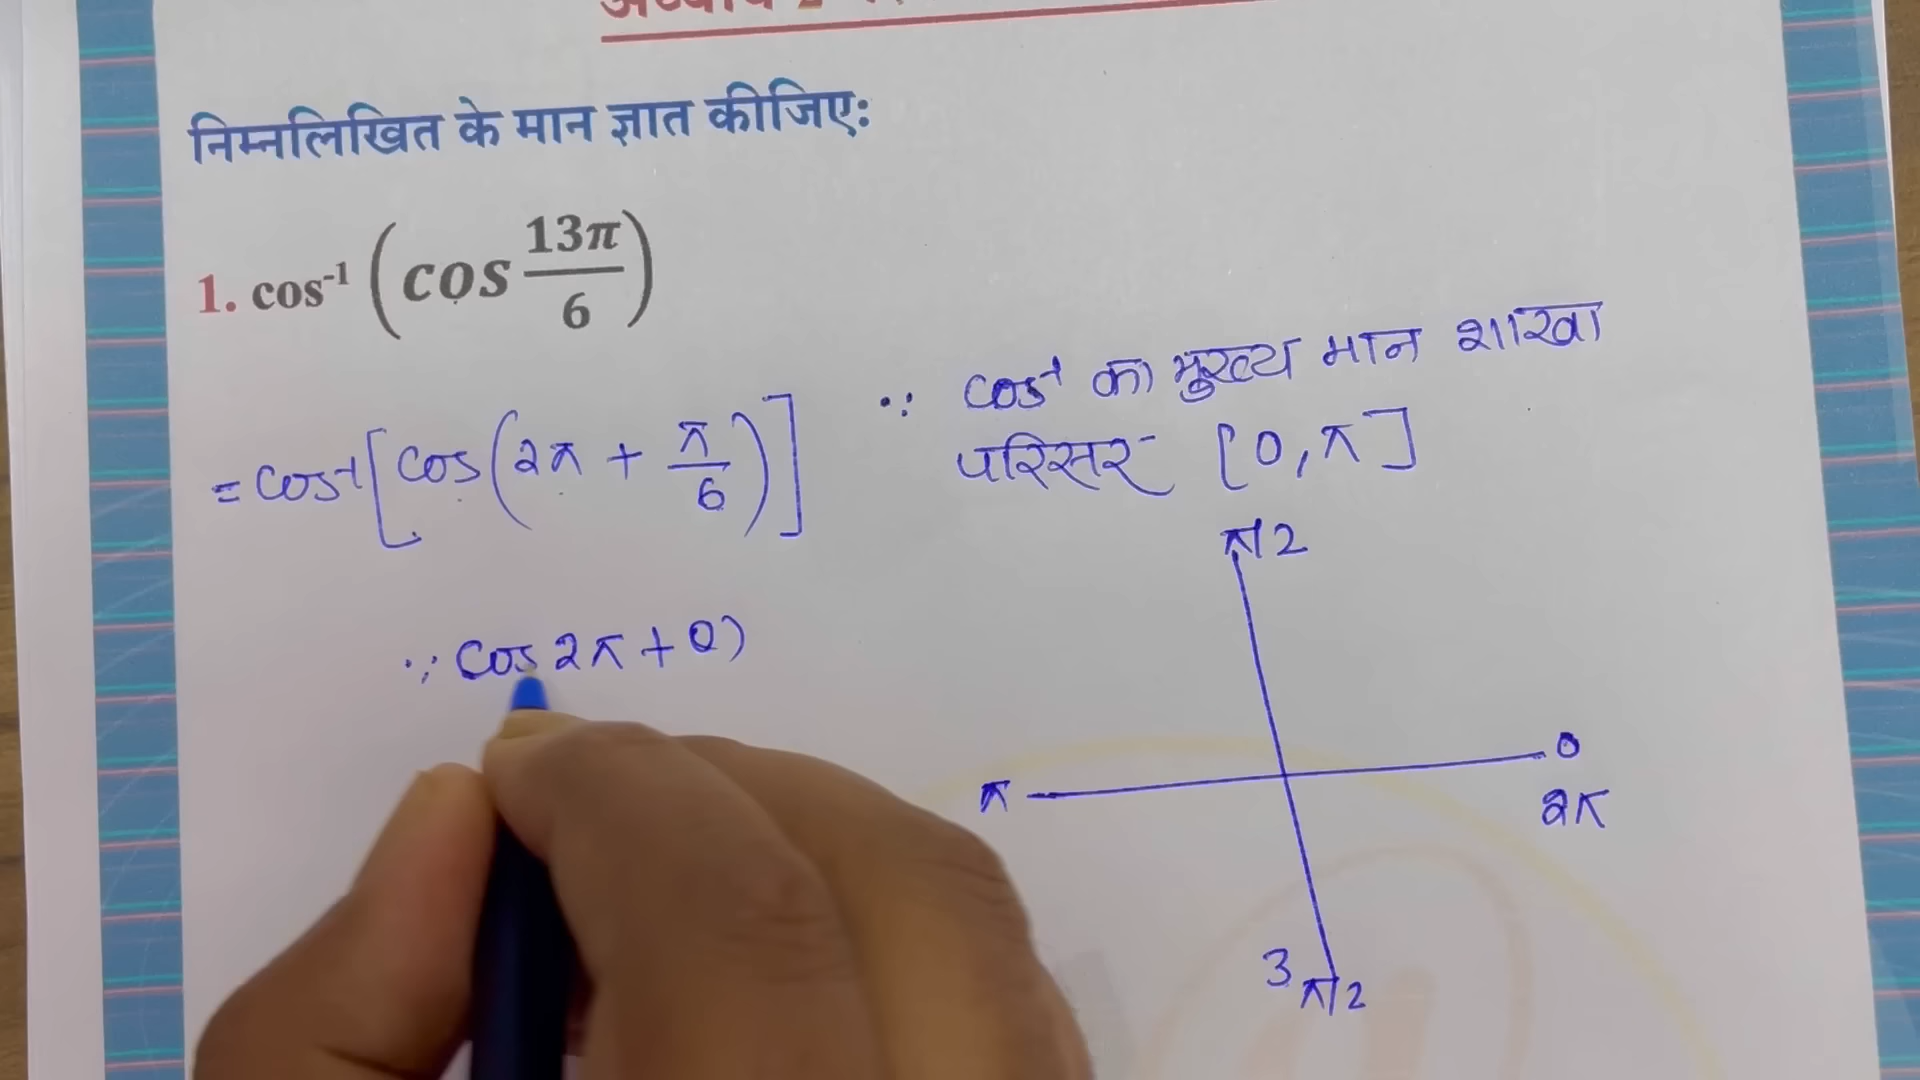 निम्नलिखित के मान ज्ञात कीजिए:
1. cos⁻¹ (cos 13π/6)
= cos⁻¹[cos(2π + π/6)]
∵ cos⁻¹ का मुख्य मान शाखा
परिसर [0, π]
π/2
∵ cos 2π + θ)
0
π
2π
3π/2